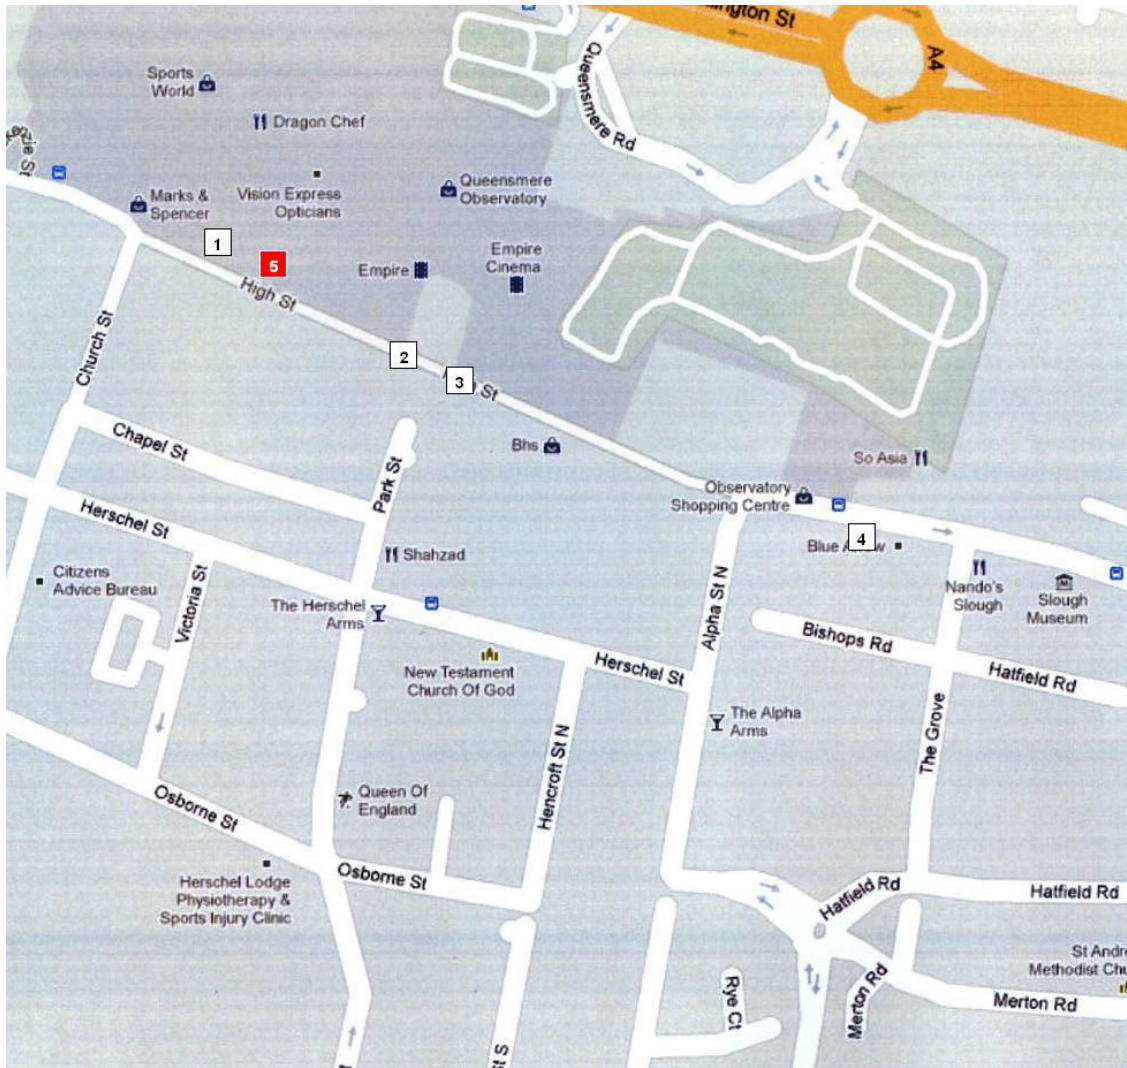 ington St
A4
Queensmere Rd
Sports
World
Dragon Chef
Vision Express
Opticians
Queensmere
Observatory
Marks &
Spencer
1
5
High St
Empire
Empire
Cinema
2
3
St
Church St
Chapel St
Park St
Bhs
So Asia
Observatory
Shopping Centre
4
Blue
Herschel St
Shahzad
Citizens
Advice Bureau
Victoria St
The Herschel
Arms
Nando's
Slough
Slough
Museum
Alpha St N
Bishops Rd
Hatfield Rd
New Testament
Church Of God
Herschel St
The Alpha
Arms
The Grove
Hencroft St N
Queen Of
England
Osborne St
Osborne St
Herschel Lodge
Physiotherapy &
Sports Injury Clinic
Hatfield Rd
Hatfield Rd
St Andre
Methodist Chu
Rye Ct
Merton Rd
Merton Rd
St S